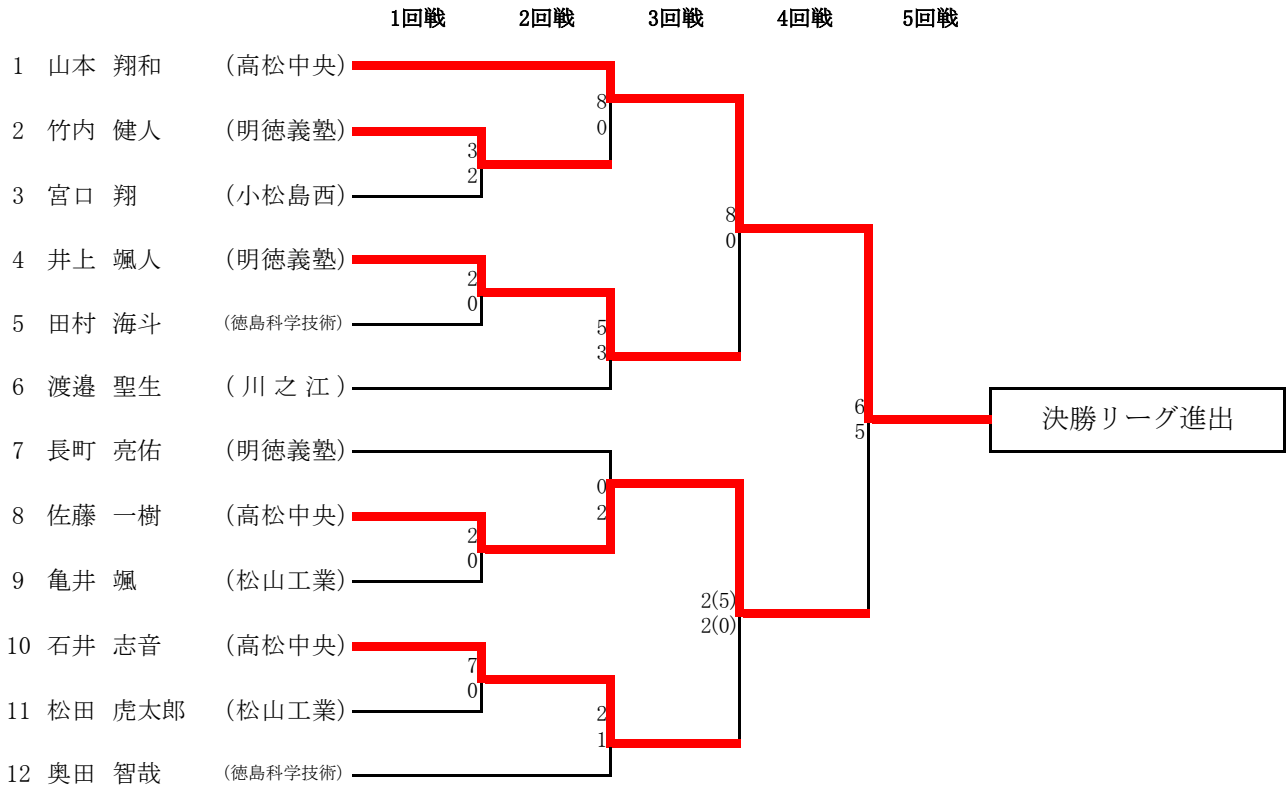 1回戦 2回戦 3回戦 4回戦 5回戦
1 山本 翔和 (高松中央)
8
2 竹内 健人 (明徳義塾)
0
3
2
3 宮口 翔 (小松島西)
8
0
4 井上 颯人 (明徳義塾)
2
0
5 田村 海斗 (徳島科学技術)
5
3
6 渡邉 聖生 (川之江)
6
5
決勝リーグ進出
7 長町 亮佑 (明徳義塾)
0
2
8 佐藤 一樹 (高松中央)
2
0
9 亀井 颯 (松山工業)
2(5)
2(0)
10 石井 志音 (高松中央)
7
0
11 松田 虎太郎 (松山工業)
2
1
12 奥田 智哉 (徳島科学技術)